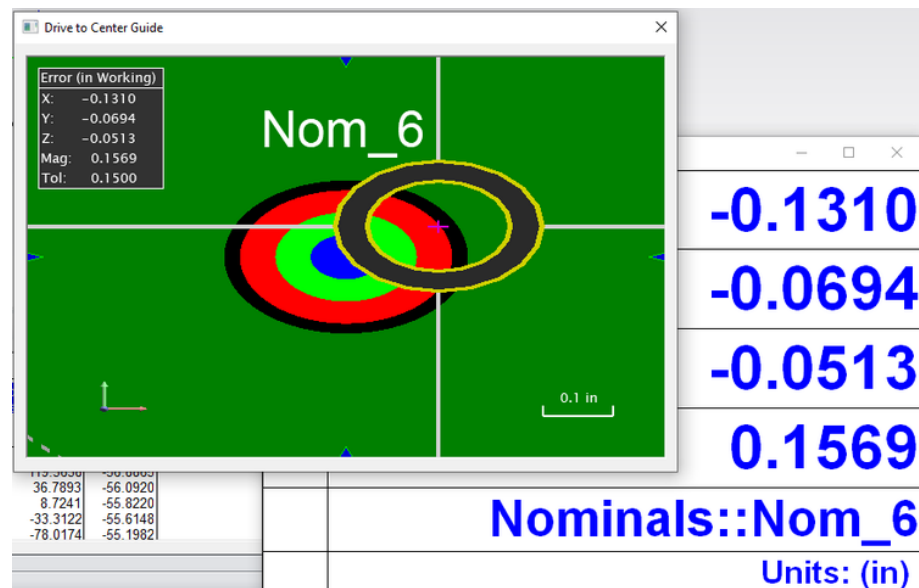 Drive to Center Guide
Error (in Working)
X: -0.1310
Y: -0.0694
Z: -0.0513
Mag: 0.1569
Tol: 0.1500
Nom_6
0.1 in
-0.1310
-0.0694
-0.0513
0.1569
Nominals::Nom_6
Units: (in)
36.7893 -56.0920
8.7241 -55.8220
-33.3122 -55.6148
-78.0174 -55.1982